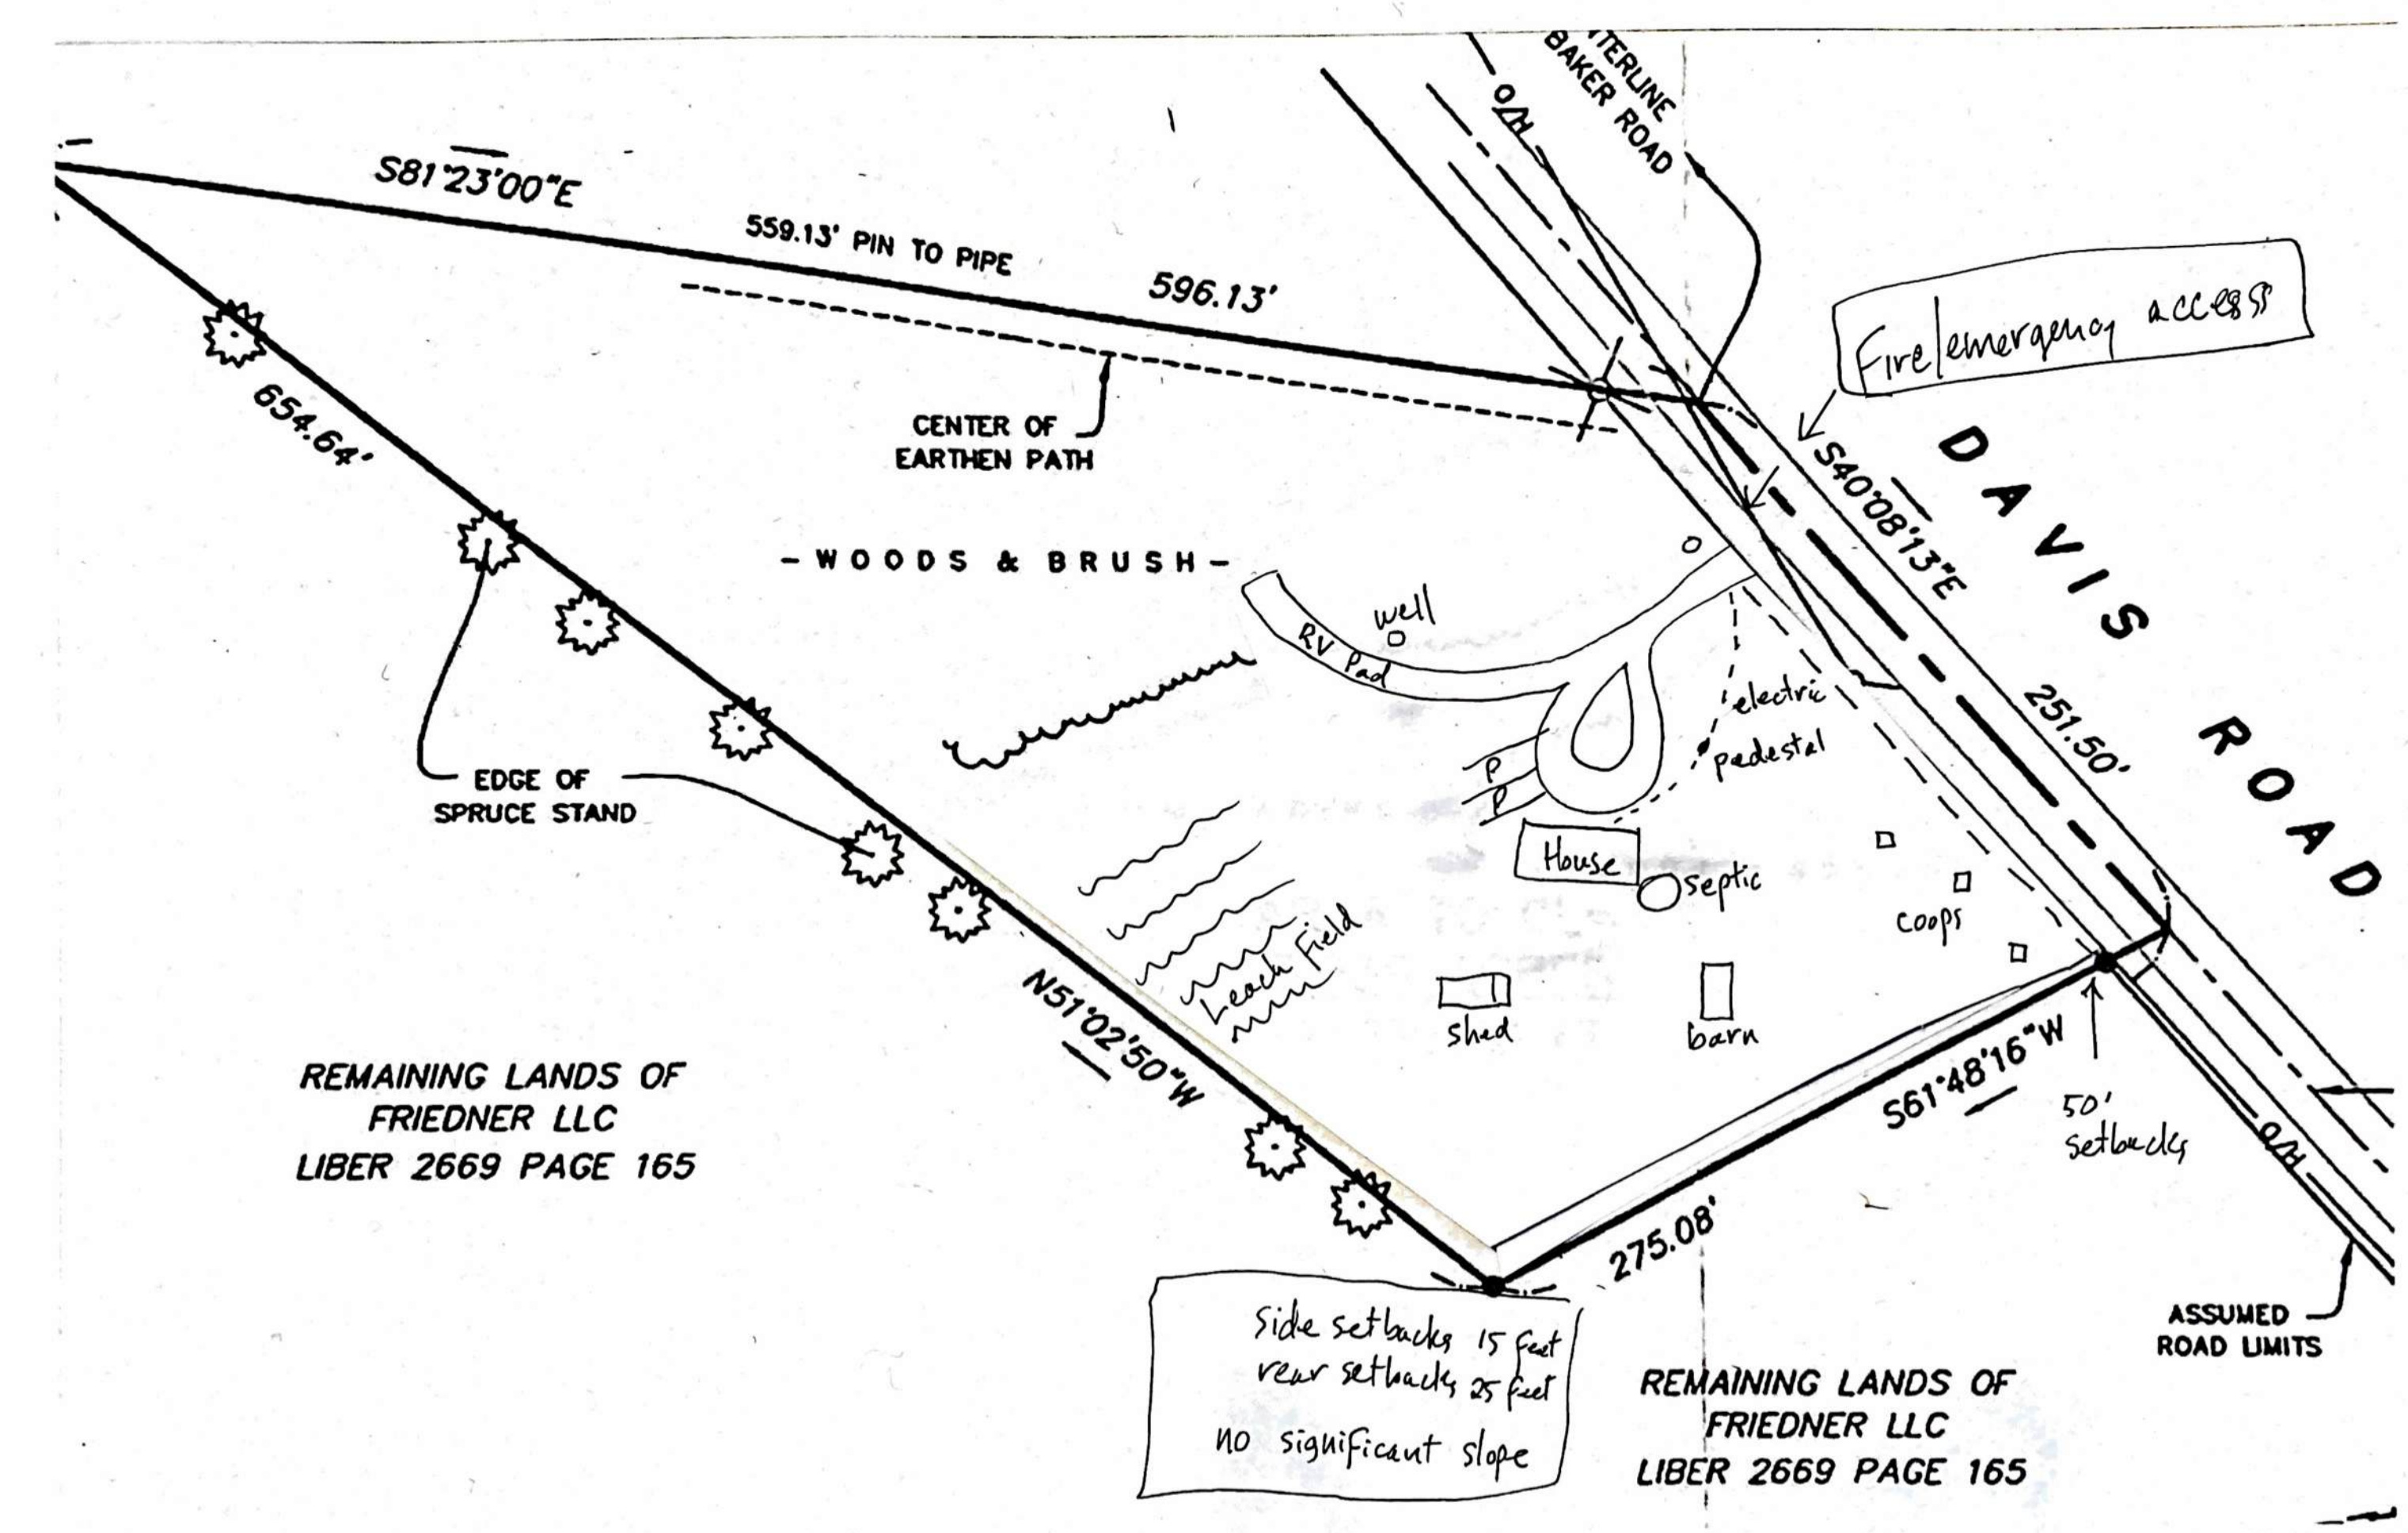 TERLINE
BAKER ROAD
O/H
S81°23'00"E
559.13' PIN TO PIPE
596.13'
Fire/emergency access
CENTER OF
EARTHEN PATH
654.64'
S40°08'13"E
DAVIS ROAD
- WOODS & BRUSH -
well
RV Pad
electric
pedestal
251.50'
P
P
EDGE OF
SPRUCE STAND
House
septic
coops
Leach Field
shed
barn
N51°02'50"W
S61°48'16"W
50'
setbacks
O/H
REMAINING LANDS OF
FRIEDNER LLC
LIBER 2669 PAGE 165
275.08'
Side setbacks 15 feet
rear setbacks 25 feet
no significant slope
ASSUMED
ROAD LIMITS
REMAINING LANDS OF
FRIEDNER LLC
LIBER 2669 PAGE 165